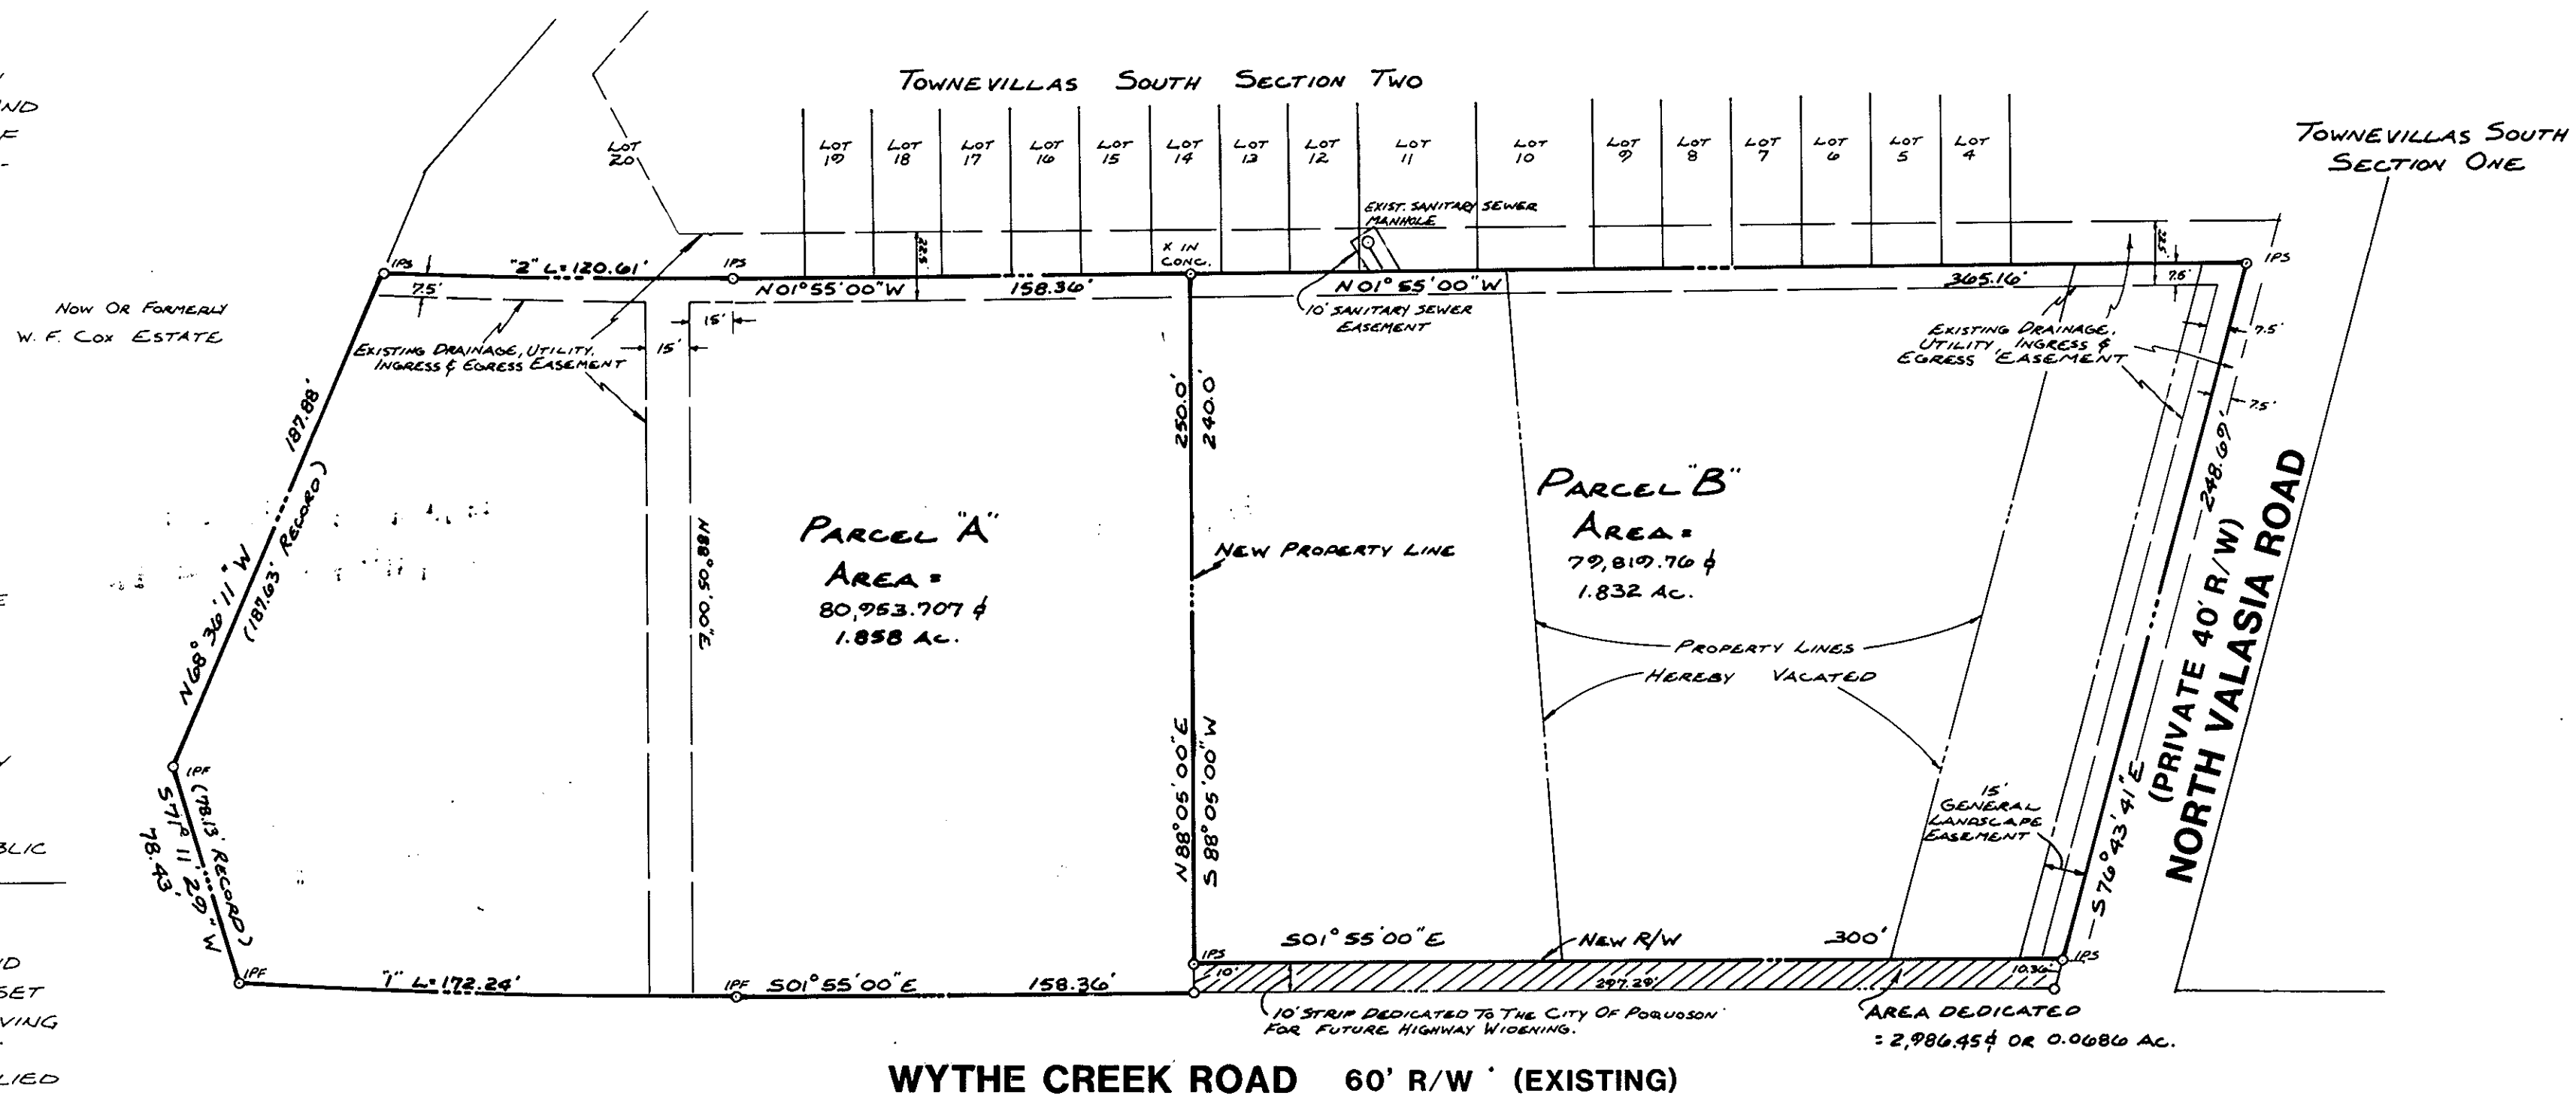 TOWNEVILLAS SOUTH SECTION TWO
TOWNEVILLAS SOUTH
SECTION ONE
LOT
20
LOT
19
LOT
18
LOT
17
LOT
16
LOT
15
LOT
14
LOT
13
LOT
12
LOT
11
LOT
10
LOT
9
LOT
8
LOT
7
LOT
6
LOT
5
LOT
4
EXIST. SANITARY SEWER
MANHOLE
X IN
CONC.
IPS
"2" L=120.61'
IPS
22.5'
N01°55'00"W
158.36'
N01°55'00"W
365.16'
22.5'
7.5'
IPS
7.5'
15'
15'
10' SANITARY SEWER
EASEMENT
NOW OR FORMERLY
W. F. COX ESTATE
EXISTING DRAINAGE, UTILITY,
INGRESS & EGRESS EASEMENT
EXISTING DRAINAGE,
UTILITY, INGRESS &
EGRESS EASEMENT
7.5'
7.5'
187.88'
(187.63' RECORD)
N68°36'11"W
N88°05'00"E
250.0'
240.0'
PARCEL "A"
AREA =
80,953.707 ⏍
1.858 AC.
NEW PROPERTY LINE
PARCEL "B"
AREA =
79,819.76 ⏍
1.832 AC.
PROPERTY LINES
HEREBY VACATED
248.69'
(PRIVATE 40' R/W)
NORTH VALASIA ROAD
S76°43'41"E
15'
GENERAL
LANDSCAPE
EASEMENT
N88°05'00"E
S88°05'00"W
IPF
(78.13' RECORD)
S71°11'29"W
78.43'
IPF
"1" L=172.24'
IPF
S01°55'00"E
158.36'
IPS
S01°55'00"E
NEW R/W
300'
IPS
10'
297.29'
10.36'
10' STRIP DEDICATED TO THE CITY OF POQUOSON
FOR FUTURE HIGHWAY WIDENING.
AREA DEDICATED
= 2,986.45⏍ OR 0.0686 AC.
WYTHE CREEK ROAD 60' R/W (EXISTING)